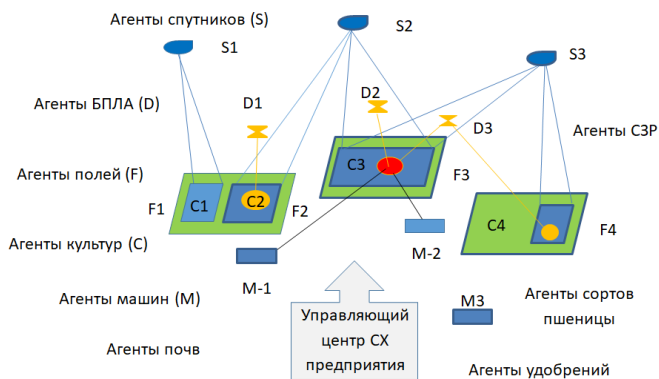 Агенты спутников (S)
S1
S2
S3
Агенты БПЛА (D)
D1
D2
D3
Агенты СЗР
Агенты полей (F)
F1
C1
C2
F2
C3
F3
C4
F4
Агенты культур (С)
М-1
М-2
Агенты машин (М)
М3
Агенты сортов
пшеницы
Агенты почв
Управляющий
центр СХ
предприятия
Агенты удобрений